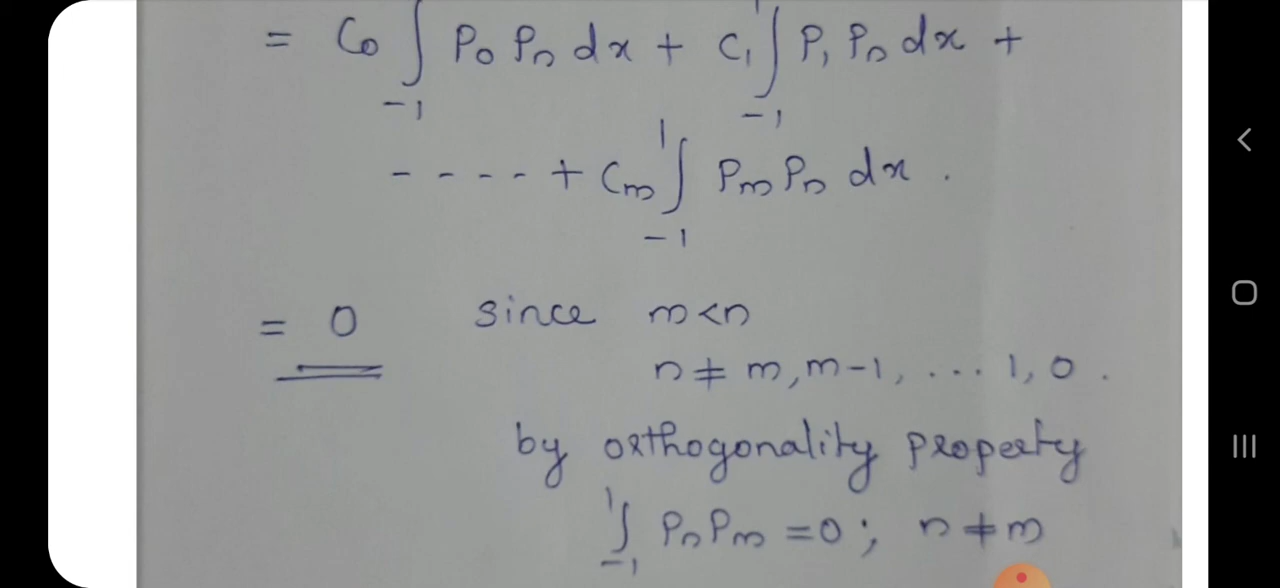 = C₀ ∫₋₁ P₀ Pₙ dx + C₁ ∫₋₁¹ P₁ Pₙ dx +
- - - - - + Cₘ ∫₋₁¹ Pₘ Pₙ dx .
= 0 since m<n
n ≠ m, m-1, ... 1, 0 .
by orthogonality property
∫₋₁¹ Pₙ Pₘ = 0 ; n ≠ m